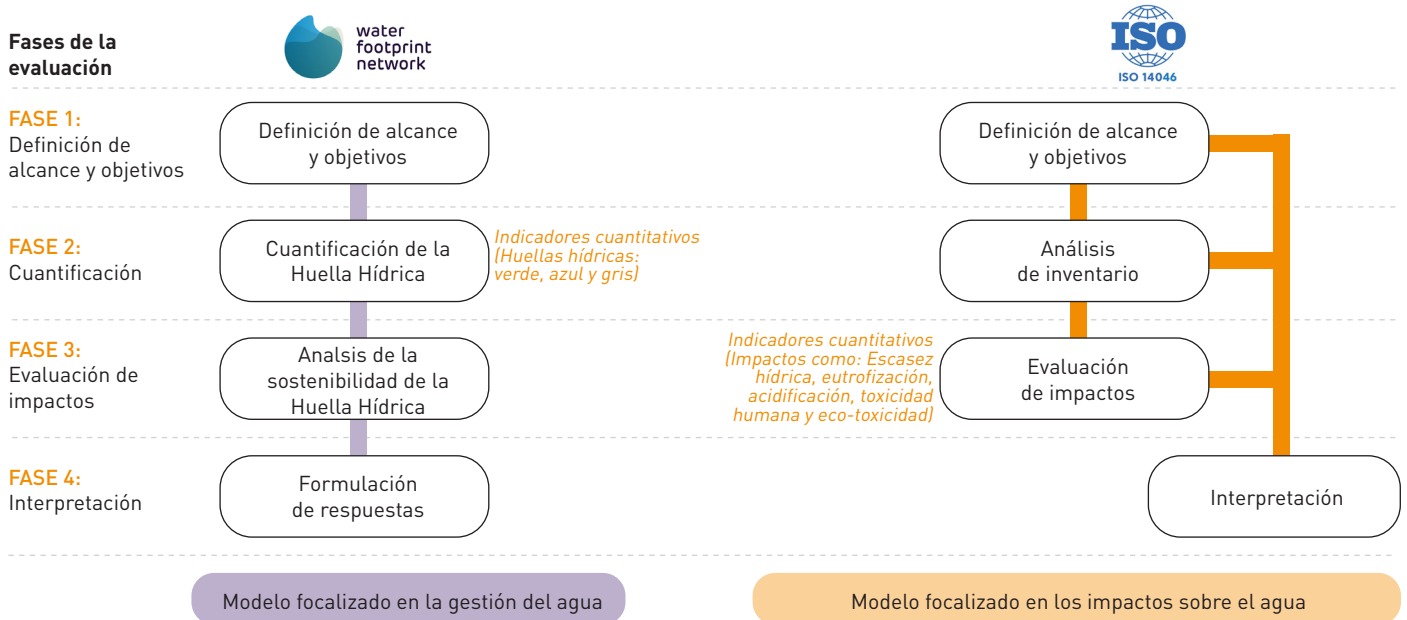 Fases de la
evaluación
water
footprint
network
ISO
ISO 14046
FASE 1:
Definición de
alcance y objetivos
Definición de alcance
y objetivos
Definición de alcance
y objetivos
FASE 2:
Cuantificación
Cuantificación de la
Huella Hídrica
Indicadores cuantitativos
(Huellas hídricas:
verde, azul y gris)
Análisis
de inventario
FASE 3:
Evaluación de
impactos
Analsis de la
sostenibilidad de la
Huella Hídrica
Indicadores cuantitativos
(Impactos como: Escasez
hídrica, eutrofización,
acidificación, toxicidad
humana y eco-toxicidad)
Evaluación
de impactos
FASE 4:
Interpretación
Formulación
de respuestas
Interpretación
Modelo focalizado en la gestión del agua
Modelo focalizado en los impactos sobre el agua